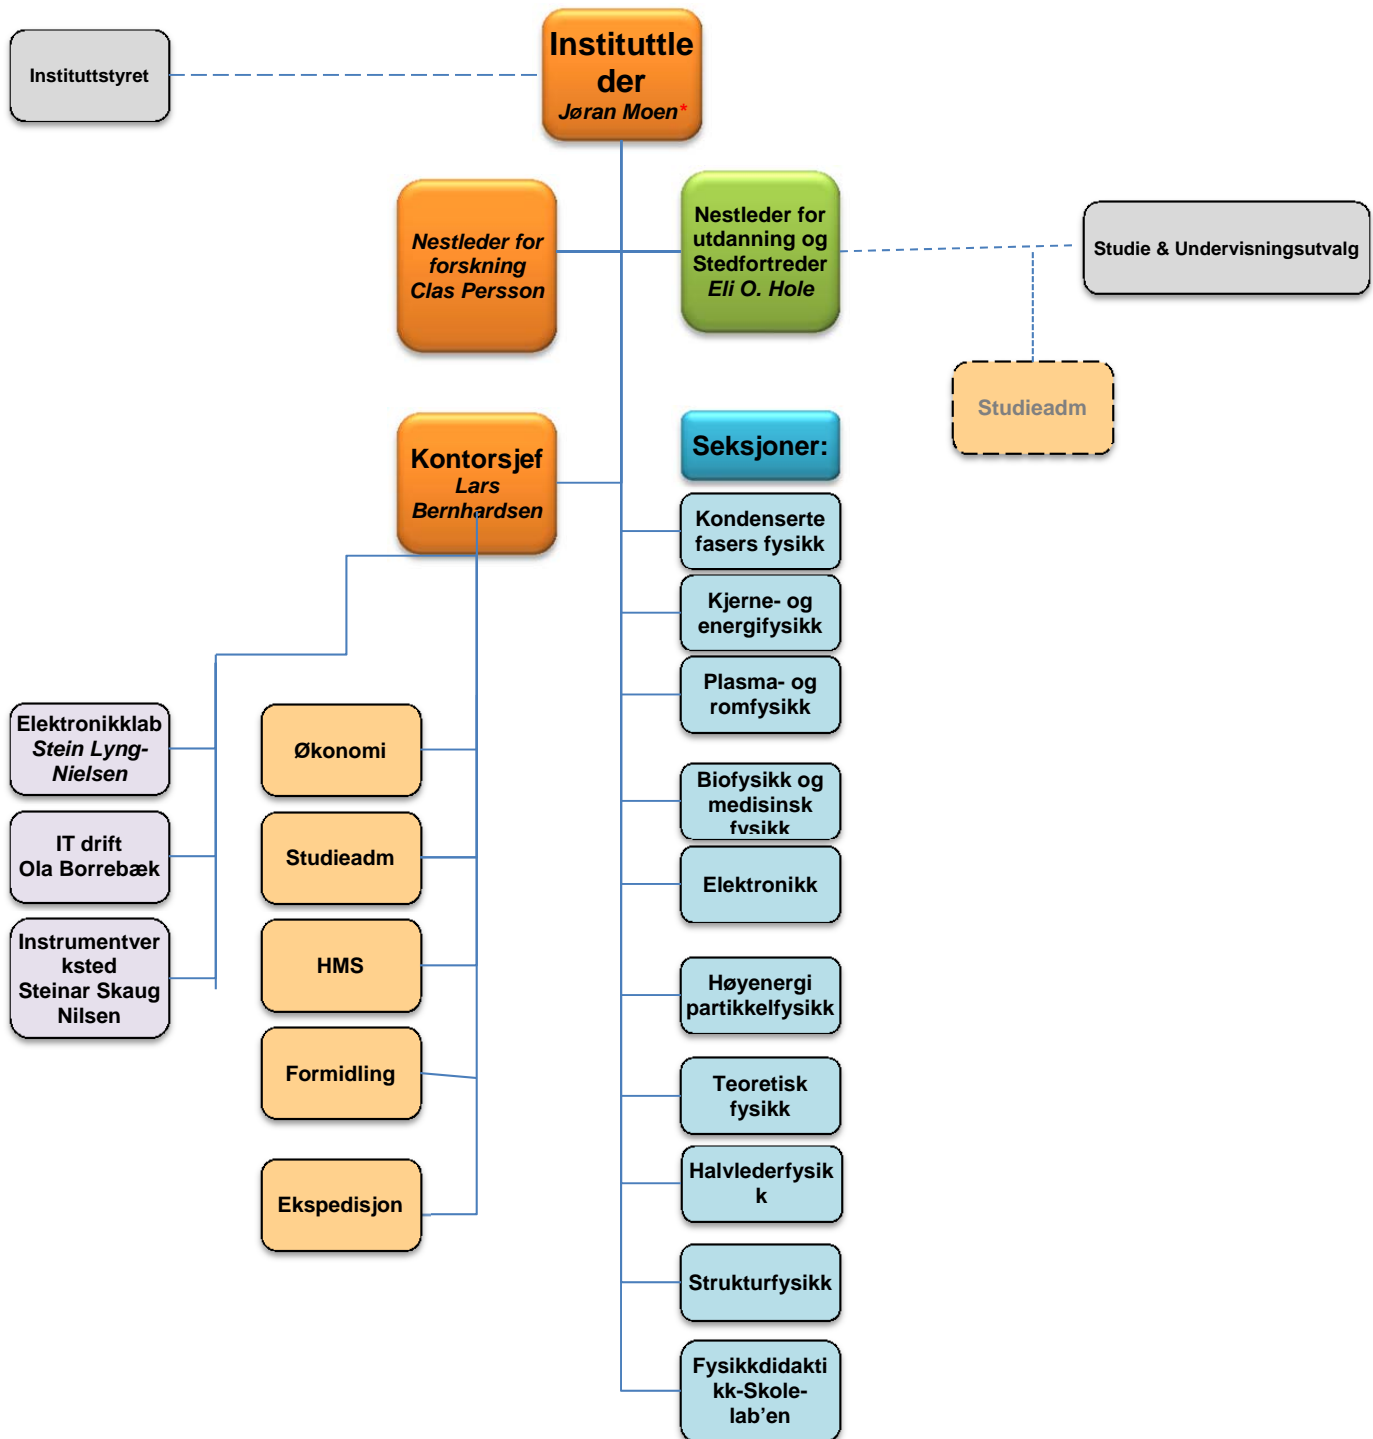 Instituttle
der
Jøran Moen*
Instituttstyret
Nestleder for
forskning
Clas Persson
Nestleder for
utdanning og
Stedfortreder
Eli O. Hole
Studie & Undervisningsutvalg
Studieadm
Kontorsjef
Lars
Bernhardsen
Seksjoner:
Kondenserte
fasers fysikk
Kjerne- og
energifysikk
Plasma- og
romfysikk
Biofysikk og
medisinsk
fysikk
Elektronikk
Høyenergi
partikkelfysikk
Teoretisk
fysikk
Halvlederfysik
k
Strukturfysikk
Fysikkdidakti
kk-Skole-
lab’en
Elektronikklab
Stein Lyng-
Nielsen
IT drift
Ola Borrebæk
Instrumentver
ksted
Steinar Skaug
Nilsen
Økonomi
Studieadm
HMS
Formidling
Ekspedisjon